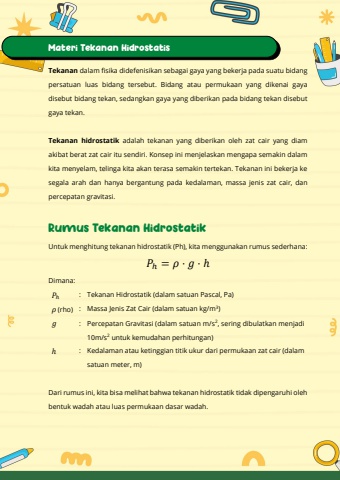 Materi Tekanan Hidrostatis
Tekanan dalam fisika didefenisikan sebagai gaya yang bekerja pada suatu bidang
persatuan luas bidang tersebut. Bidang atau permukaan yang dikenai gaya
disebut bidang tekan, sedangkan gaya yang diberikan pada bidang tekan disebut
gaya tekan.
Tekanan hidrostatik adalah tekanan yang diberikan oleh zat cair yang diam
akibat berat zat cair itu sendiri. Konsep ini menjelaskan mengapa semakin dalam
kita menyelam, telinga kita akan terasa semakin tertekan. Tekanan ini bekerja ke
segala arah dan hanya bergantung pada kedalaman, massa jenis zat cair, dan
percepatan gravitasi.
Rumus Tekanan Hidrostatik
Untuk menghitung tekanan hidrostatik (Ph), kita menggunakan rumus sederhana:
Pₕ = ρ · g · h
Dimana:
Pₕ : Tekanan Hidrostatik (dalam satuan Pascal, Pa)
ρ (rho) : Massa Jenis Zat Cair (dalam satuan kg/m³)
g : Percepatan Gravitasi (dalam satuan m/s², sering dibulatkan menjadi
10m/s² untuk kemudahan perhitungan)
h : Kedalaman atau ketinggian titik ukur dari permukaan zat cair (dalam
satuan meter, m)
Dari rumus ini, kita bisa melihat bahwa tekanan hidrostatik tidak dipengaruhi oleh
bentuk wadah atau luas permukaan dasar wadah.